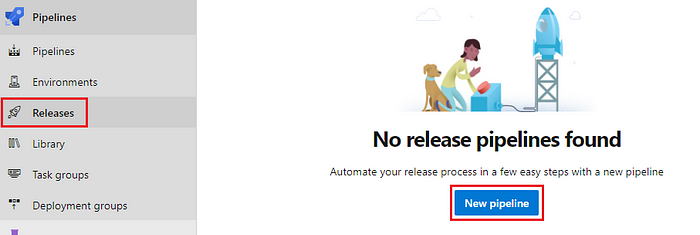 Pipelines
Pipelines
Environments
Releases
Library
Task groups
Deployment groups
No release pipelines found
Automate your release process in a few easy steps with a new pipeline
New pipeline